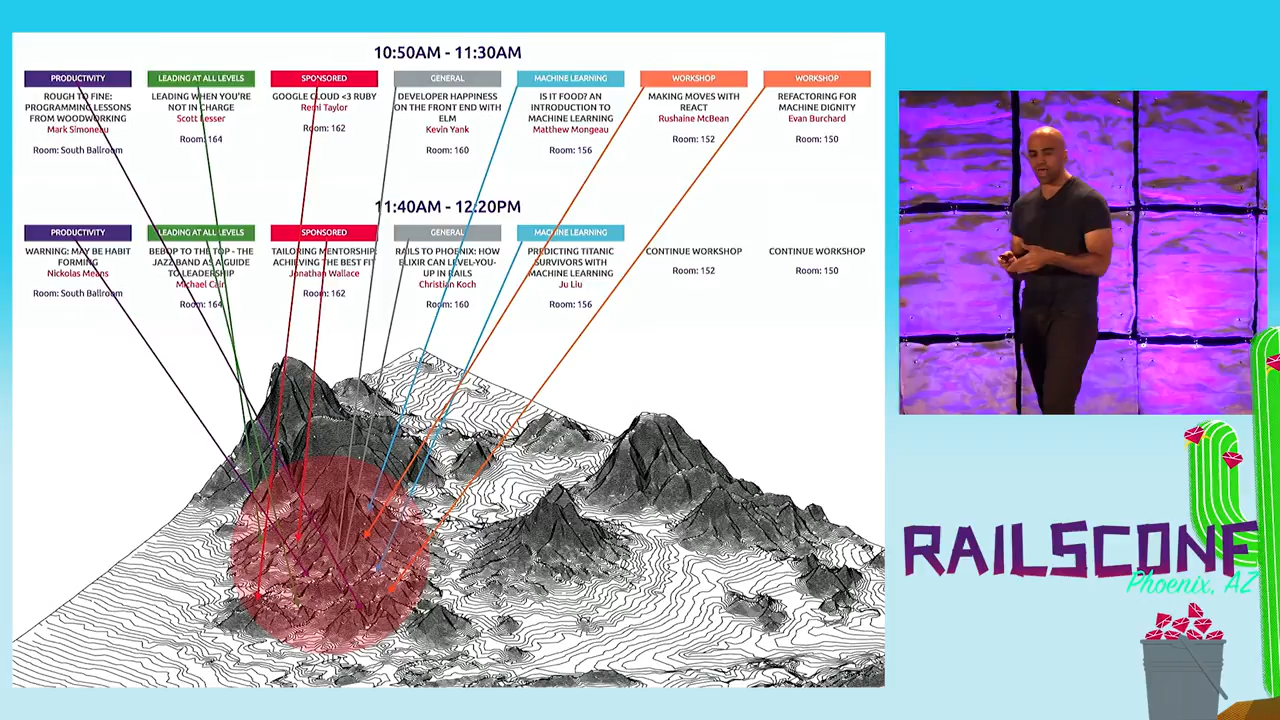 10:50AM - 11:30AM
PRODUCTIVITY
ROUGH TO FINE:
PROGRAMMING LESSONS
FROM WOODWORKING
Mark Simoneau
Room: South Ballroom
LEADING AT ALL LEVELS
LEADING WHEN YOU'RE
NOT IN CHARGE
Scott Lesser
Room: 164
SPONSORED
GOOGLE CLOUD <3 RUBY
Remi Taylor
Room: 162
GENERAL
DEVELOPER HAPPINESS
ON THE FRONT END WITH
ELM
Kevin Yank
Room: 160
MACHINE LEARNING
IS IT FOOD? AN
INTRODUCTION TO
MACHINE LEARNING
Matthew Mongeau
Room: 156
WORKSHOP
MAKING MOVES WITH
REACT
Rushaine McBean
Room: 152
WORKSHOP
REFACTORING FOR
MACHINE DIGNITY
Evan Burchard
Room: 150
11:40AM - 12:20PM
PRODUCTIVITY
WARNING: MAY BE HABIT
FORMING
Nickolas Means
Room: South Ballroom
LEADING AT ALL LEVELS
BEBOP TO THE TOP - THE
JAZZ BAND AS A GUIDE
TO LEADERSHIP
Michael Cain
Room: 164
SPONSORED
TAILORING MENTORSHIP:
ACHIEVING THE BEST FIT
Jonathan Wallace
Room: 162
GENERAL
RAILS TO PHOENIX: HOW
ELIXIR CAN LEVEL-YOU-
UP IN RAILS
Christian Koch
Room: 160
MACHINE LEARNING
PREDICTING TITANIC
SURVIVORS WITH
MACHINE LEARNING
Ju Liu
Room: 156
CONTINUE WORKSHOP
Room: 152
CONTINUE WORKSHOP
Room: 150
RAILSCONF
Phoenix, AZ